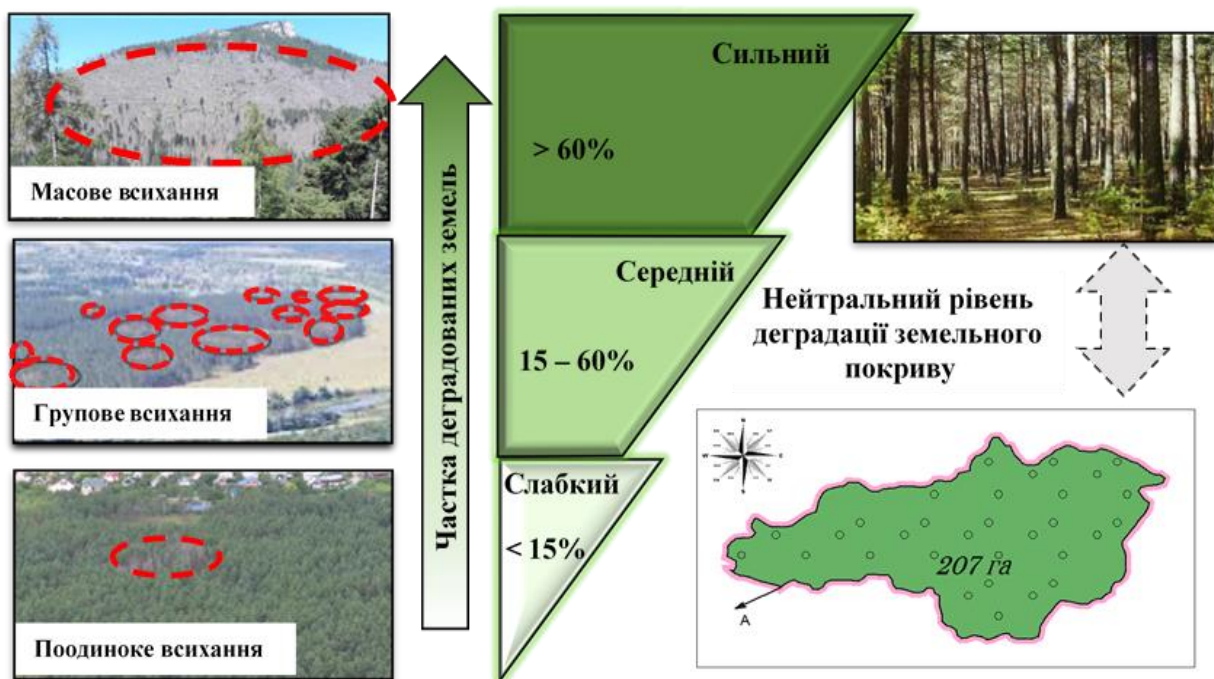 Масове всихання
Групове всихання
Поодиноке всихання
Частка деградованих земель
Сильний
> 60%
Середній
15 – 60%
Слабкий
< 15%
Нейтральний рівень
деградації земельного
покриву
N
W
E
S
207 га
А